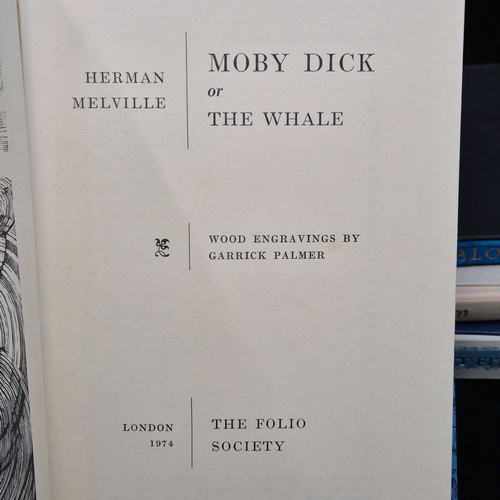 HERMAN
MELVILLE
MOBY DICK
or
THE WHALE
WOOD ENGRAVINGS BY
GARRICK PALMER
LONDON
1974
THE FOLIO
SOCIETY